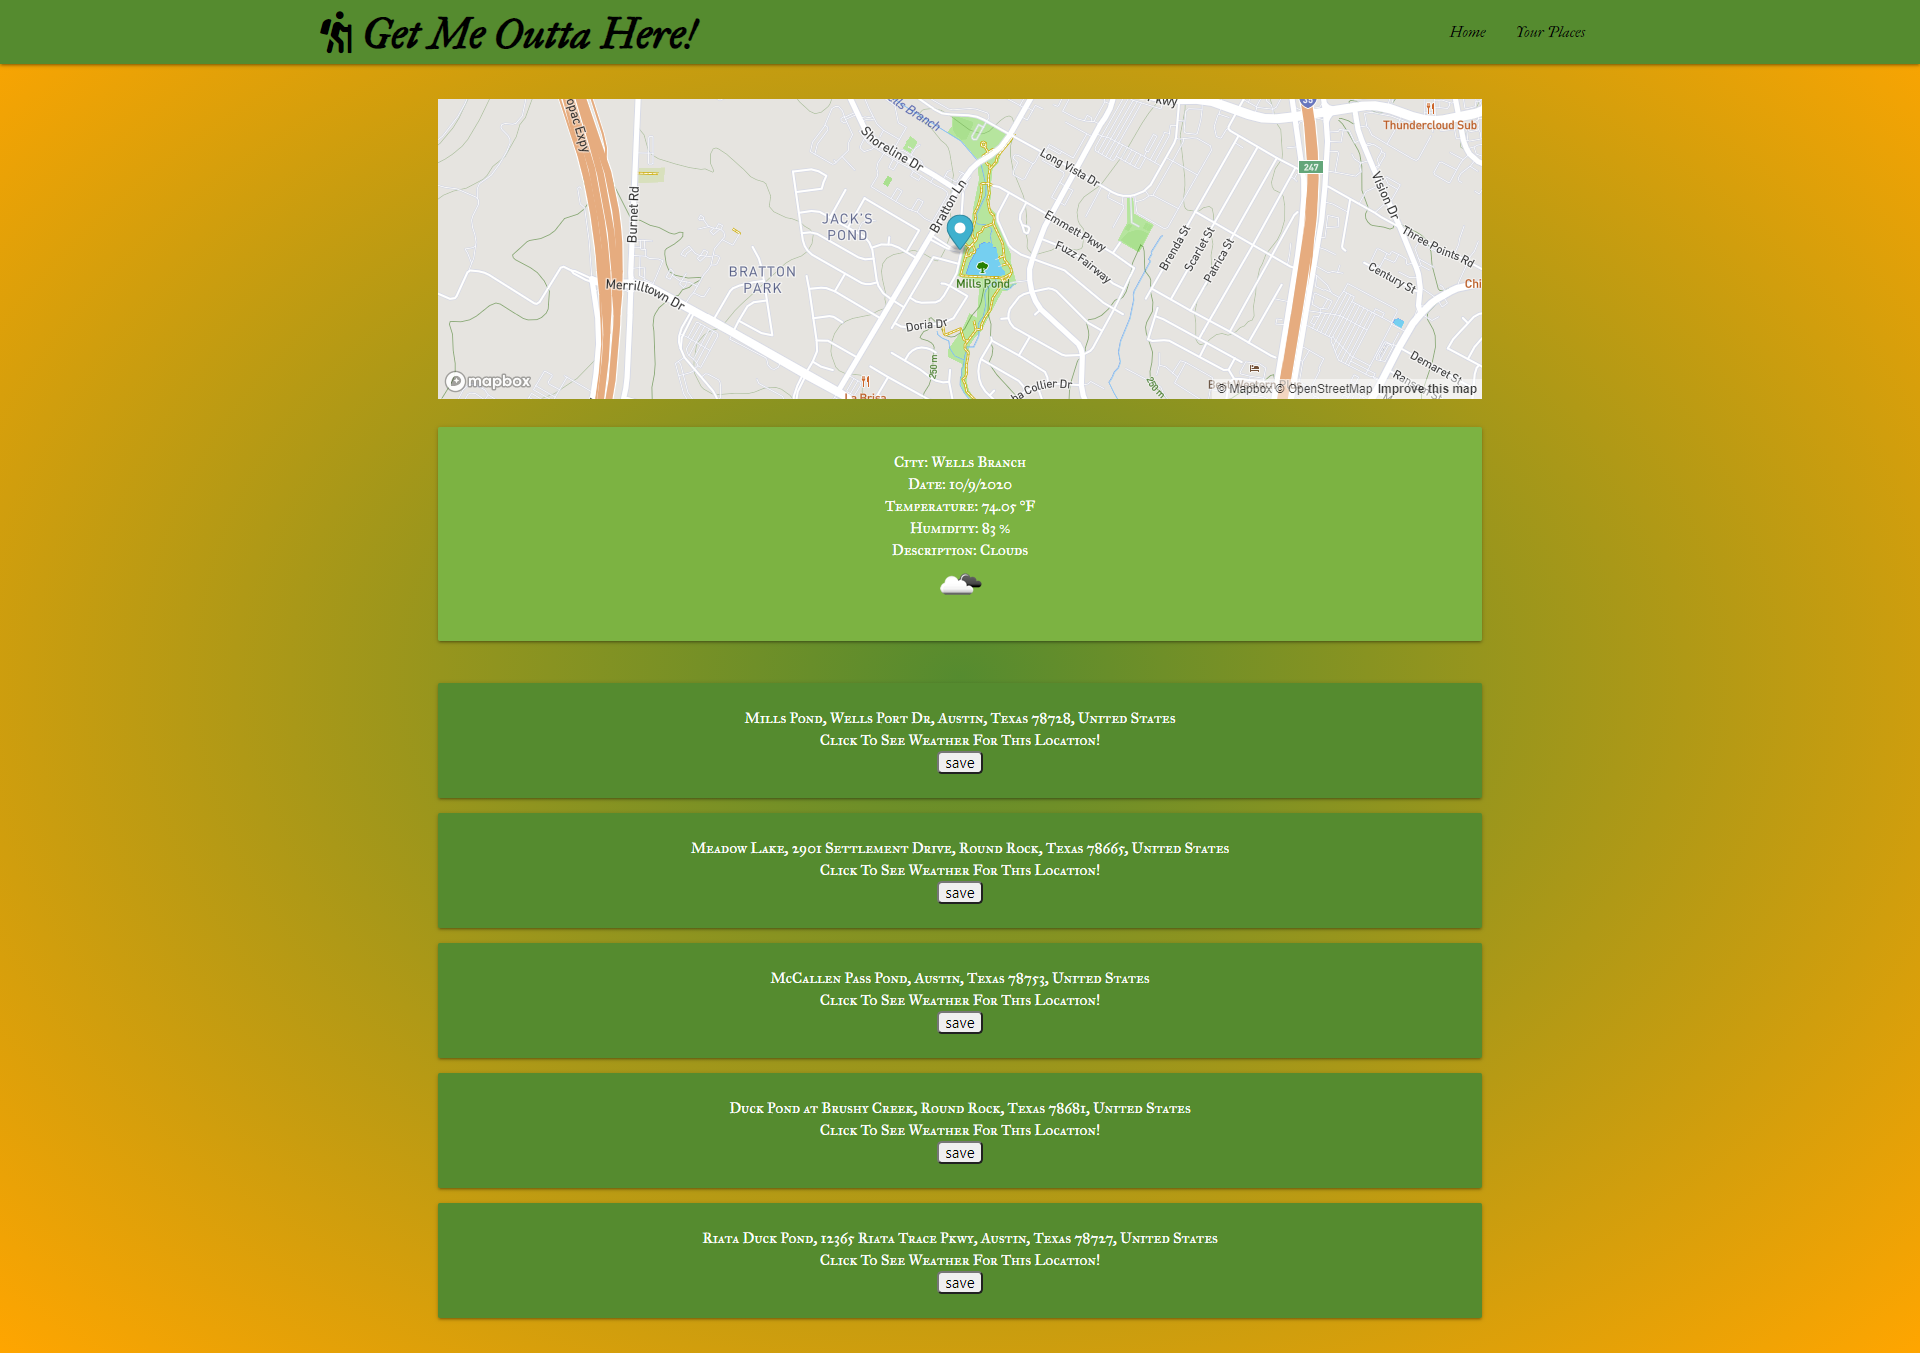 Get Me Outta Here!
Home
Your Places
opac Expy
Burnet Rd
Shoreline Dr
ells Branch
Bratton Ln
Long Vista Dr
Pkwy
35
Thundercloud Sub
247
Vision Dr
JACK'S
POND
Emmett Pkwy
Fuzz Fairway
Brenda St
Scarlet St
Patrica St
Three Points Rd
BRATTON
PARK
Century St
Merrilltown Dr
Mills Pond
Chi
Doria Dr
250 m
Collier Dr
250 m
Demaret St
La Brisa
mapbox
© Mapbox © OpenStreetMap Improve this map
City: Wells Branch
Date: 10/9/2020
Temperature: 74.05 °F
Humidity: 83 %
Description: Clouds
Mills Pond, Wells Port Dr, Austin, Texas 78728, United States
Click To See Weather For This Location!
save
Meadow Lake, 2901 Settlement Drive, Round Rock, Texas 78665, United States
Click To See Weather For This Location!
save
McCallen Pass Pond, Austin, Texas 78753, United States
Click To See Weather For This Location!
save
Duck Pond at Brushy Creek, Round Rock, Texas 78681, United States
Click To See Weather For This Location!
save
Riata Duck Pond, 12365 Riata Trace Pkwy, Austin, Texas 78727, United States
Click To See Weather For This Location!
save